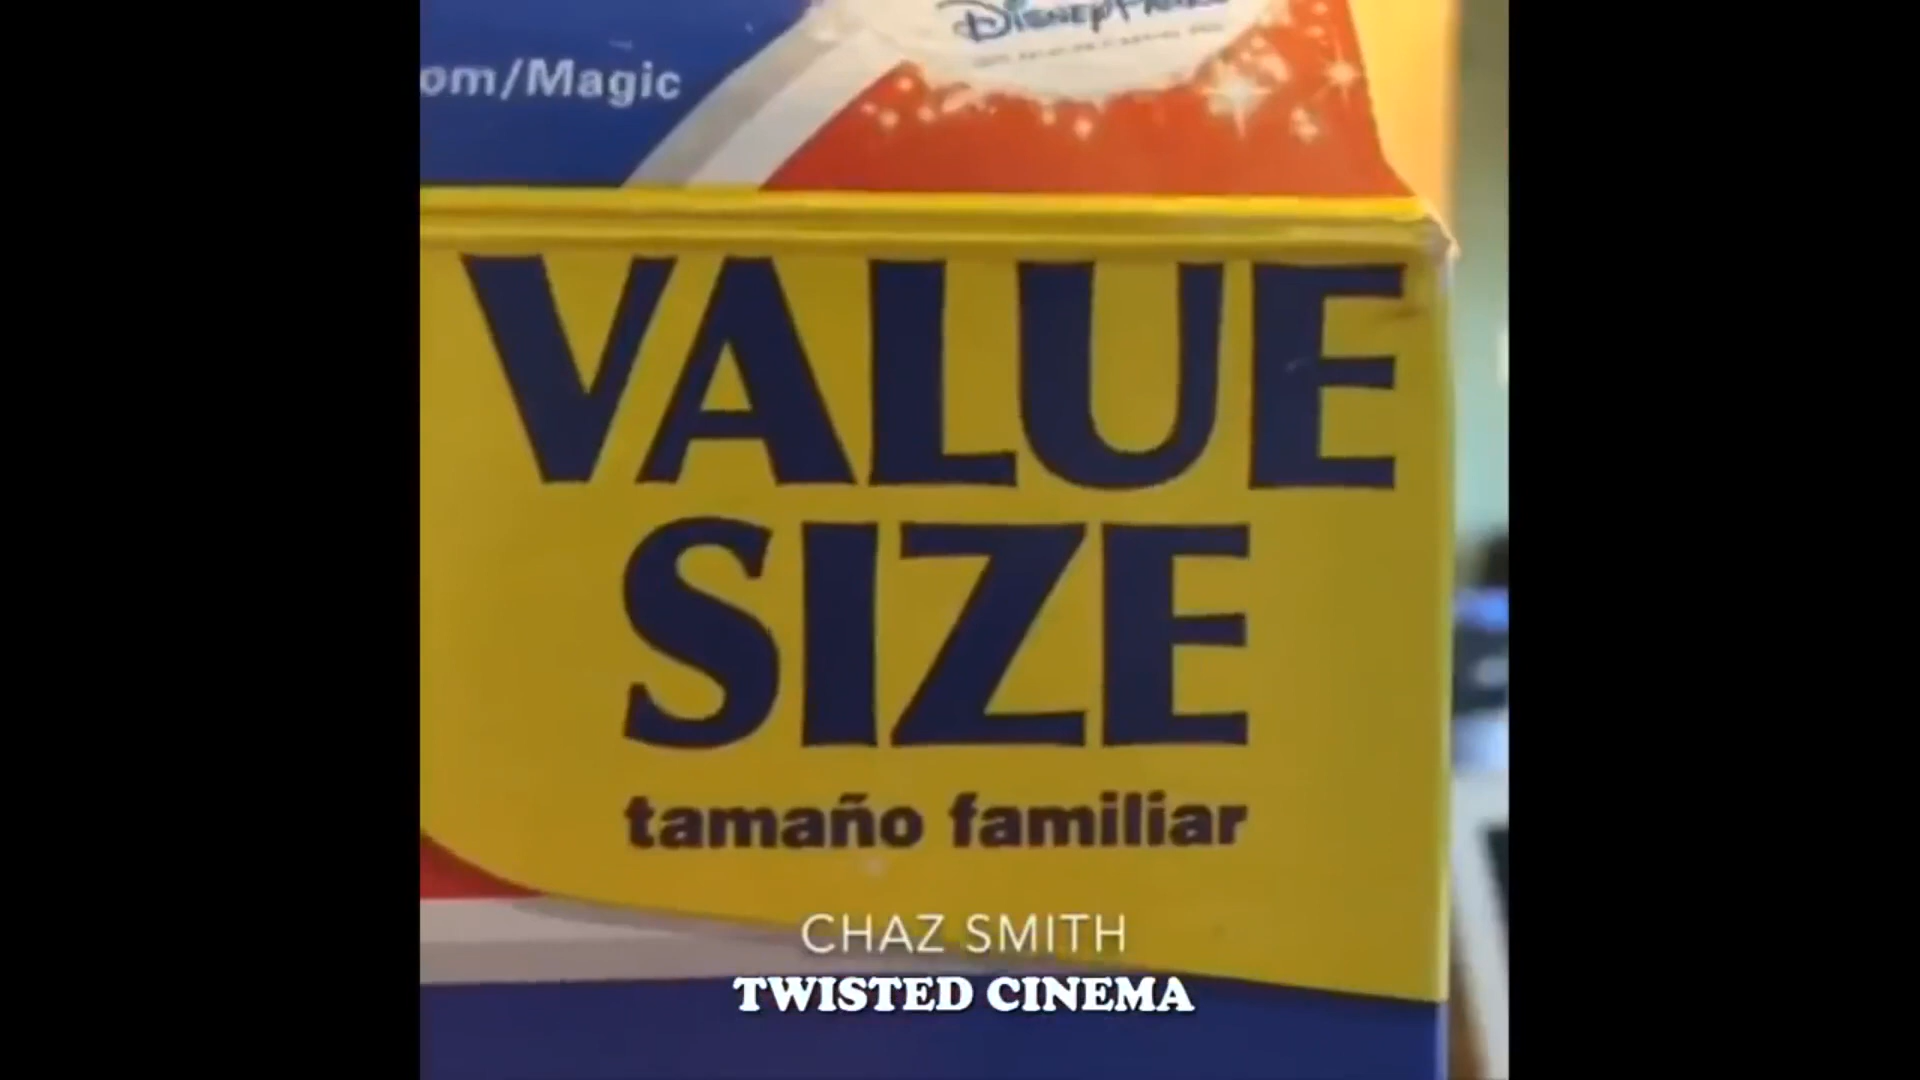 om/Magic
VALUE
SIZE
tamaño familiar
CHAZ SMITH
TWISTED CINEMA